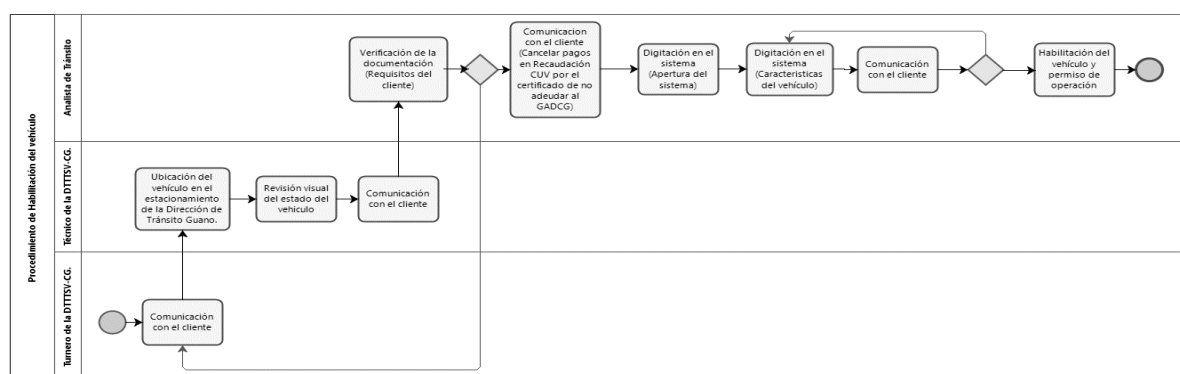 Procedimiento de Habilitación del vehículo
Analista de Tránsito
Verificación de la
documentación
(Requisitos del
cliente)
Comunicacion
con el cliente
(Cancelar pagos
en Recaudación
CUV por el
certificado de no
adeudar al
GADCG)
Digitación en el
sistema
(Apertura del
sistema)
Digitación en el
sistema
(Caracteristicas
del vehículo)
Comunicación
con el cliente
Habilitación del
vehículo y
permiso de
operación
Técnico de la DTTTSV-CG.
Ubicación del
vehículo en el
estacionamiento
de la Dirección de
Tránsito Guano.
Revisión visual
del estado del
vehiculo
Comunicación
con el cliente
Turnero de la DTTTSV-CG.
Comunicación
con el cliente